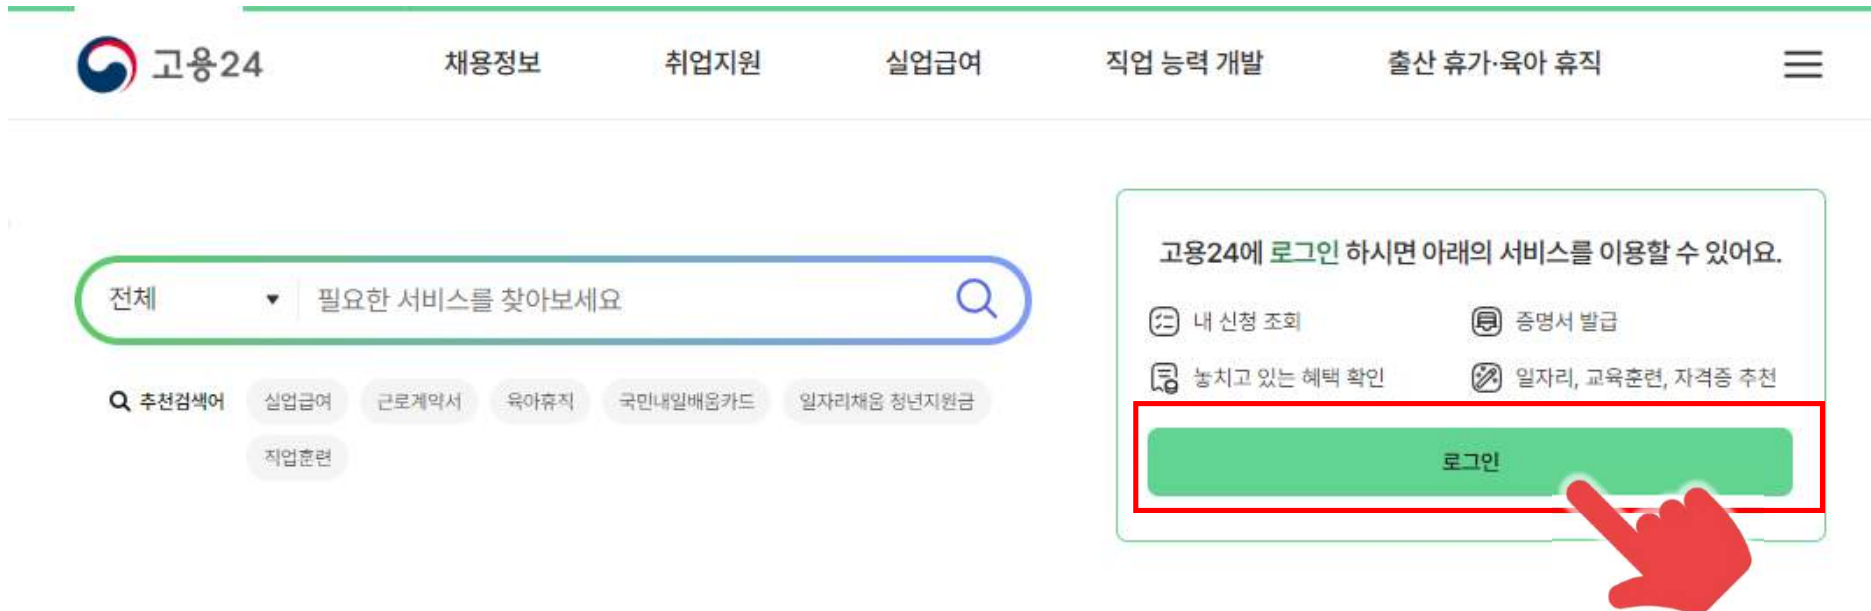 고용24
채용정보
취업지원
실업급여
직업 능력 개발
출산 휴가·육아 휴직
전체
필요한 서비스를 찾아보세요
추천검색어
실업급여
근로계약서
육아휴직
국민내일배움카드
일자리채움 청년지원금
직업훈련
고용24에 로그인 하시면 아래의 서비스를 이용할 수 있어요.
내 신청 조회
증명서 발급
놓치고 있는 혜택 확인
일자리, 교육훈련, 자격증 추천
로그인